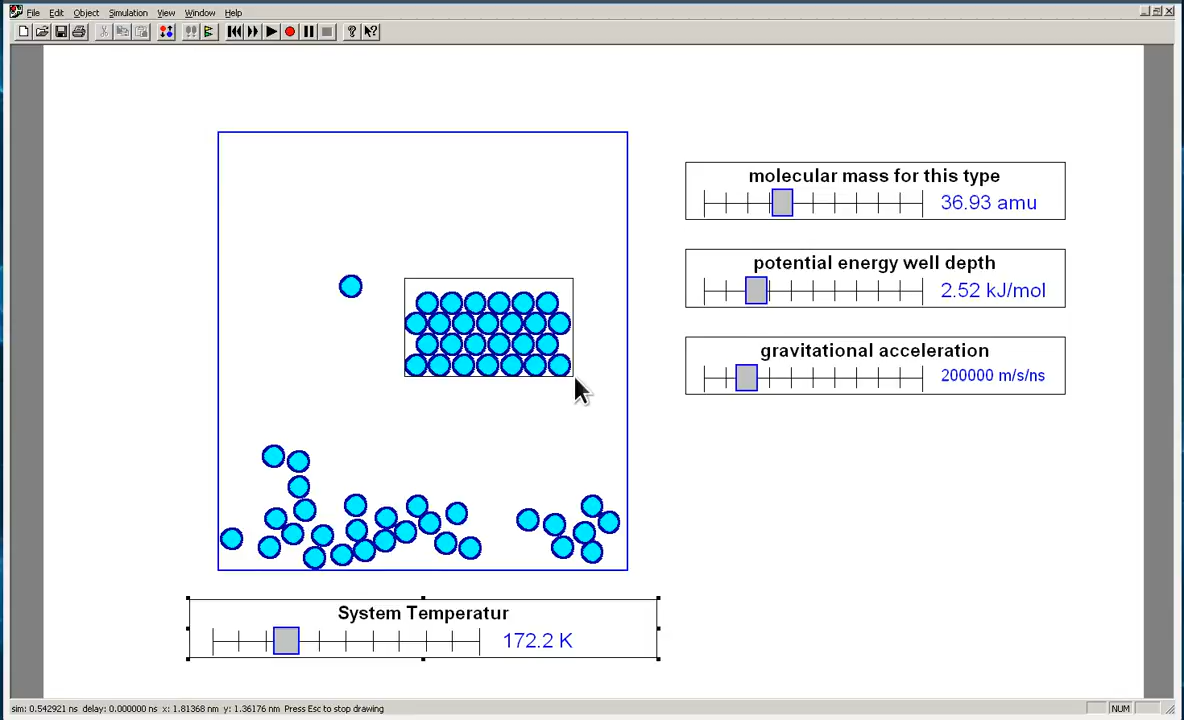 File Edit Object Simulation View Window Help
molecular mass for this type
36.93 amu
potential energy well depth
2.52 kJ/mol
gravitational acceleration
200000 m/s/ns
System Temperatur
172.2 K
sim: 0.542921 ns delay: 0.000000 ns x: 1.81368 nm y: 1.36176 nm Press Esc to stop drawing
NUM